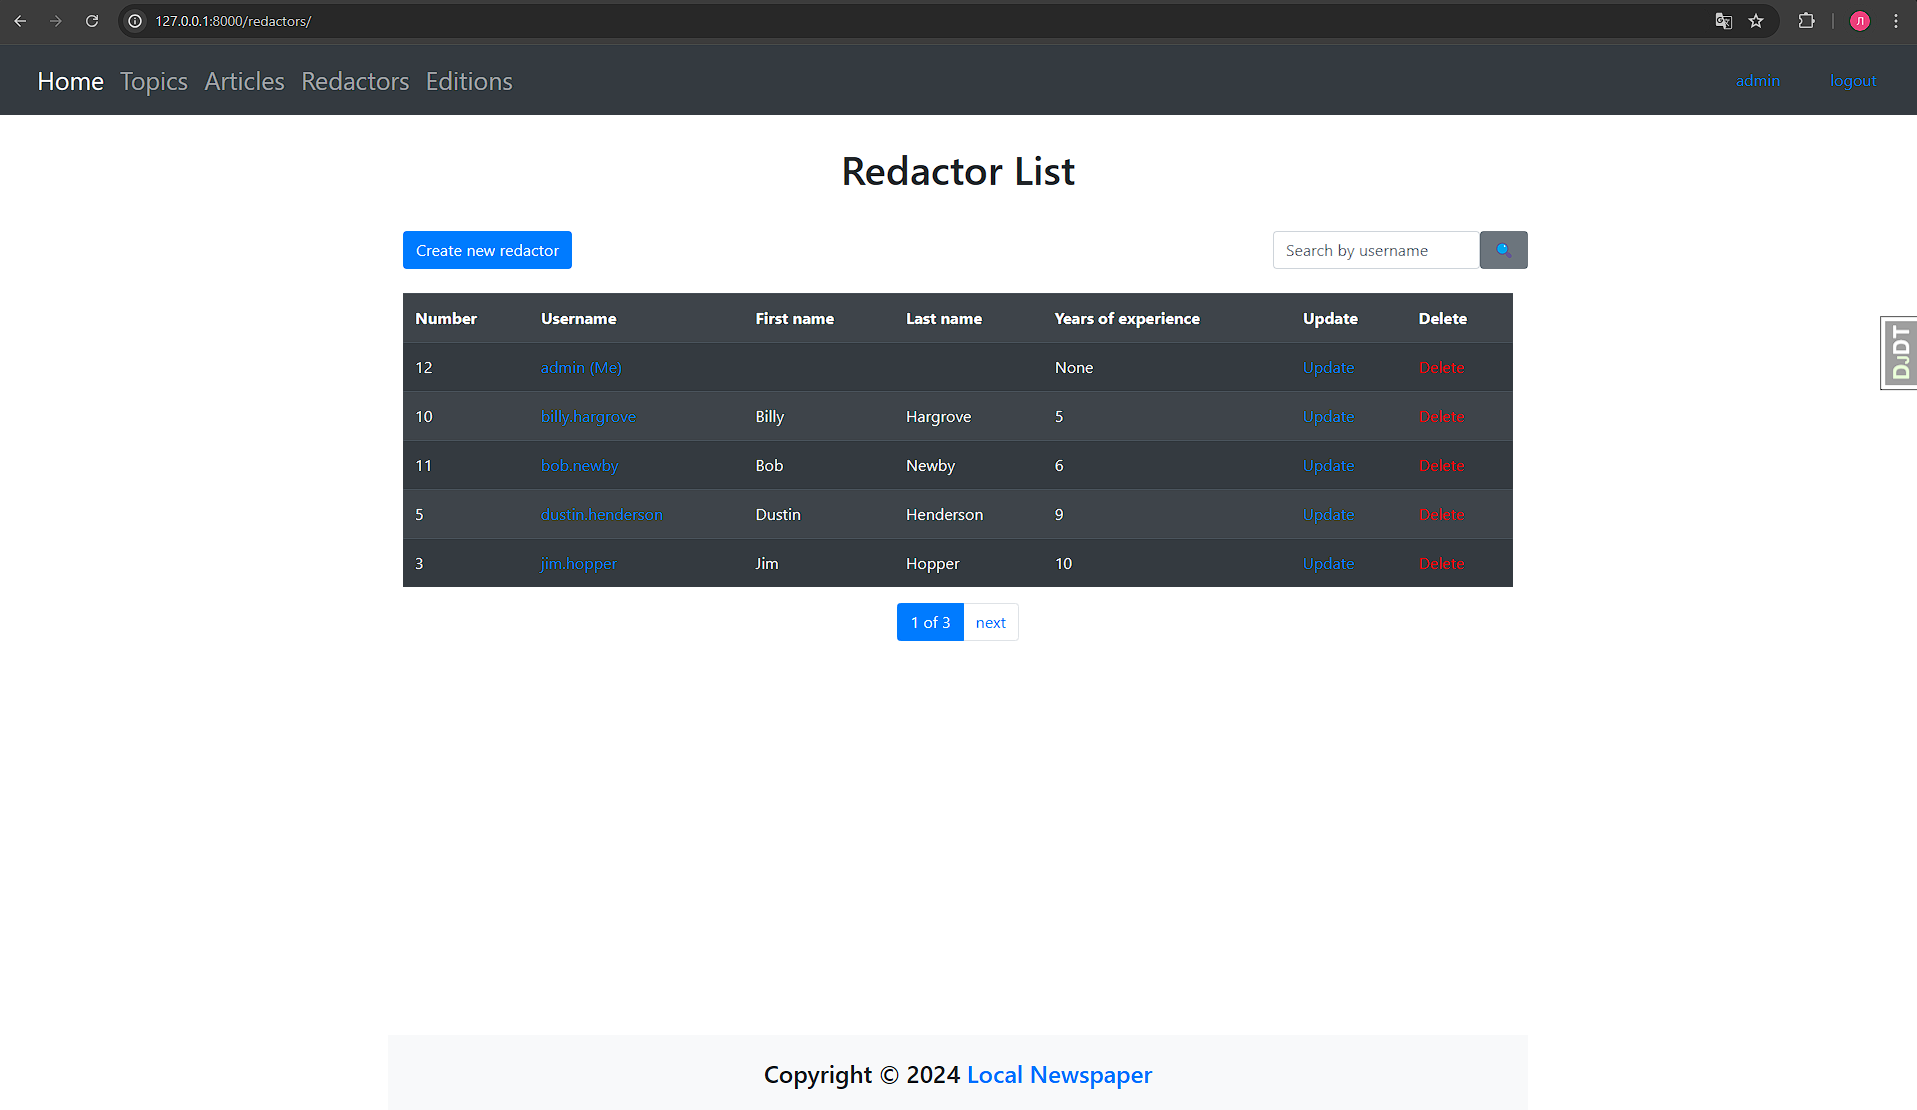 127.0.0.1:8000/redactors/
Л
Home Topics Articles Redactors Editions admin logout
Redactor List
Create new redactor Search by username
DjDT
Number Username First name Last name Years of experience Update Delete
12 admin (Me) None Update Delete
10 billy.hargrove Billy Hargrove 5 Update Delete
11 bob.newby Bob Newby 6 Update Delete
5 dustin.henderson Dustin Henderson 9 Update Delete
3 jim.hopper Jim Hopper 10 Update Delete
1 of 3 next
Copyright © 2024 Local Newspaper